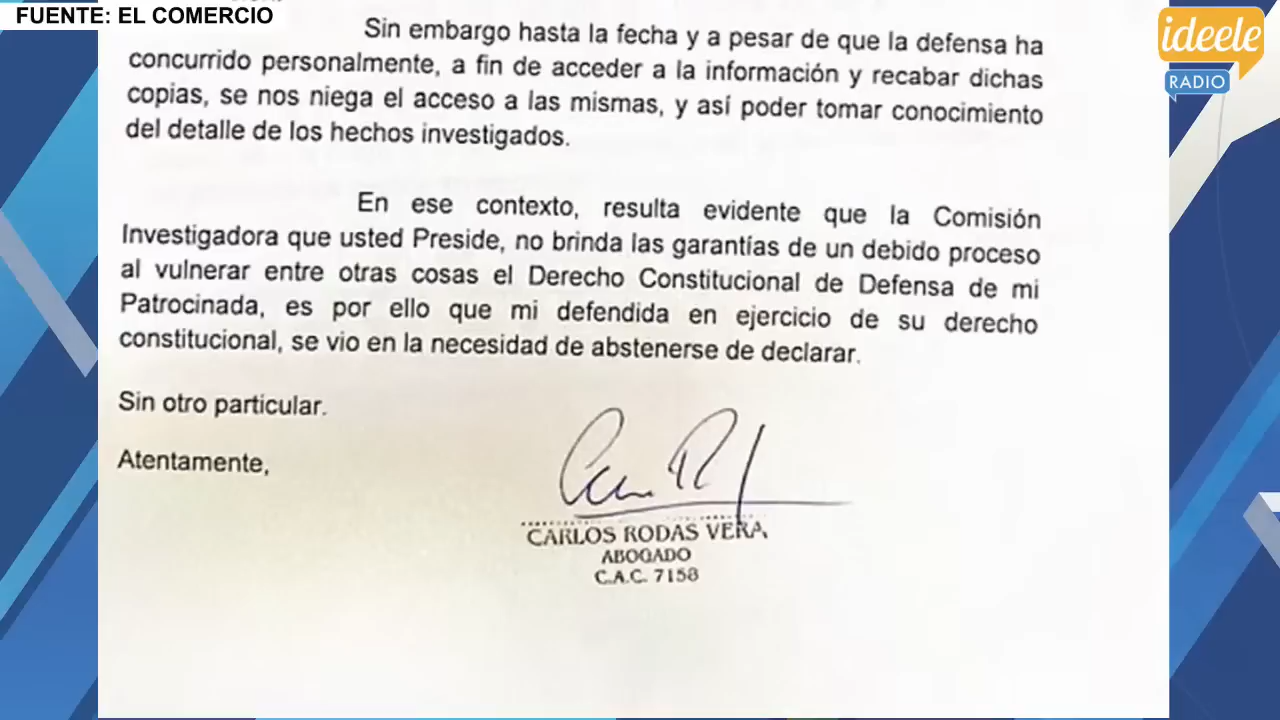 FUENTE: EL COMERCIO
ideele
RADIO
Sin embargo hasta la fecha y a pesar de que la defensa ha
concurrido personalmente, a fin de acceder a la información y recabar dichas
copias, se nos niega el acceso a las mismas, y así poder tomar conocimiento
del detalle de los hechos investigados.
En ese contexto, resulta evidente que la Comisión
Investigadora que usted Preside, no brinda las garantías de un debido proceso
al vulnerar entre otras cosas el Derecho Constitucional de Defensa de mi
Patrocinada, es por ello que mi defendida en ejercicio de su derecho
constitucional, se vio en la necesidad de abstenerse de declarar.
Sin otro particular.
Atentamente,
CARLOS RODAS VERA
ABOGADO
C.A.C. 7158